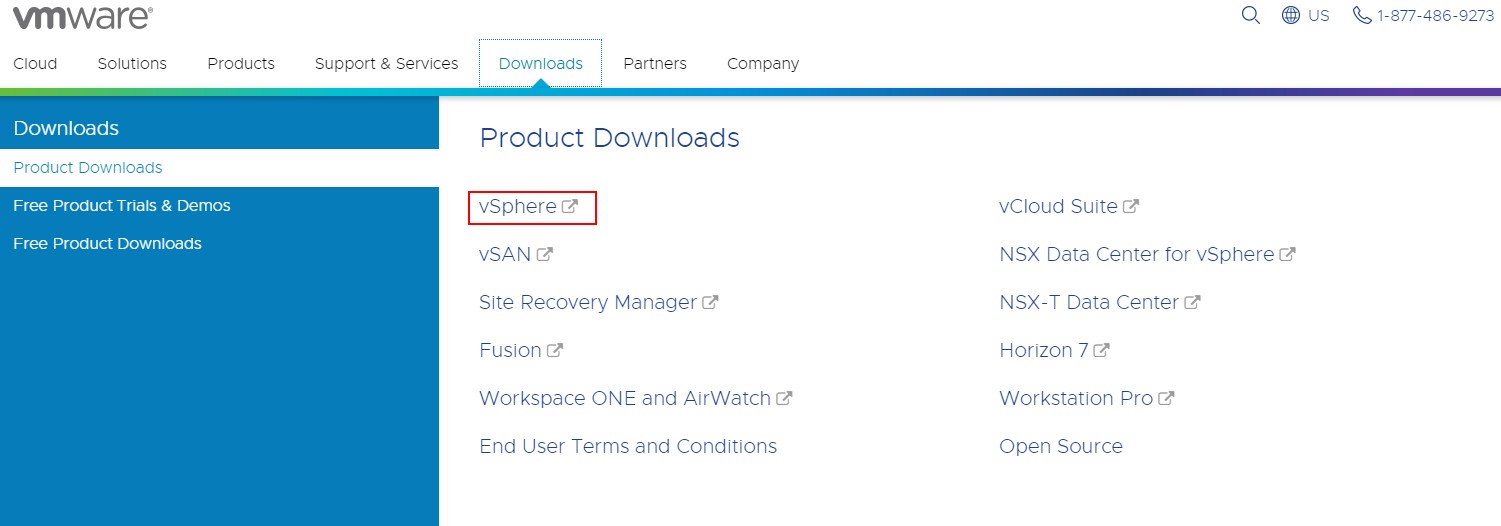 vmware®
US 1-877-486-9273
Cloud Solutions Products Support & Services Downloads Partners Company
Downloads
Product Downloads
Free Product Trials & Demos
Free Product Downloads
Product Downloads
vSphere vCloud Suite
vSAN NSX Data Center for vSphere
Site Recovery Manager NSX-T Data Center
Fusion Horizon 7
Workspace ONE and AirWatch Workstation Pro
End User Terms and Conditions Open Source